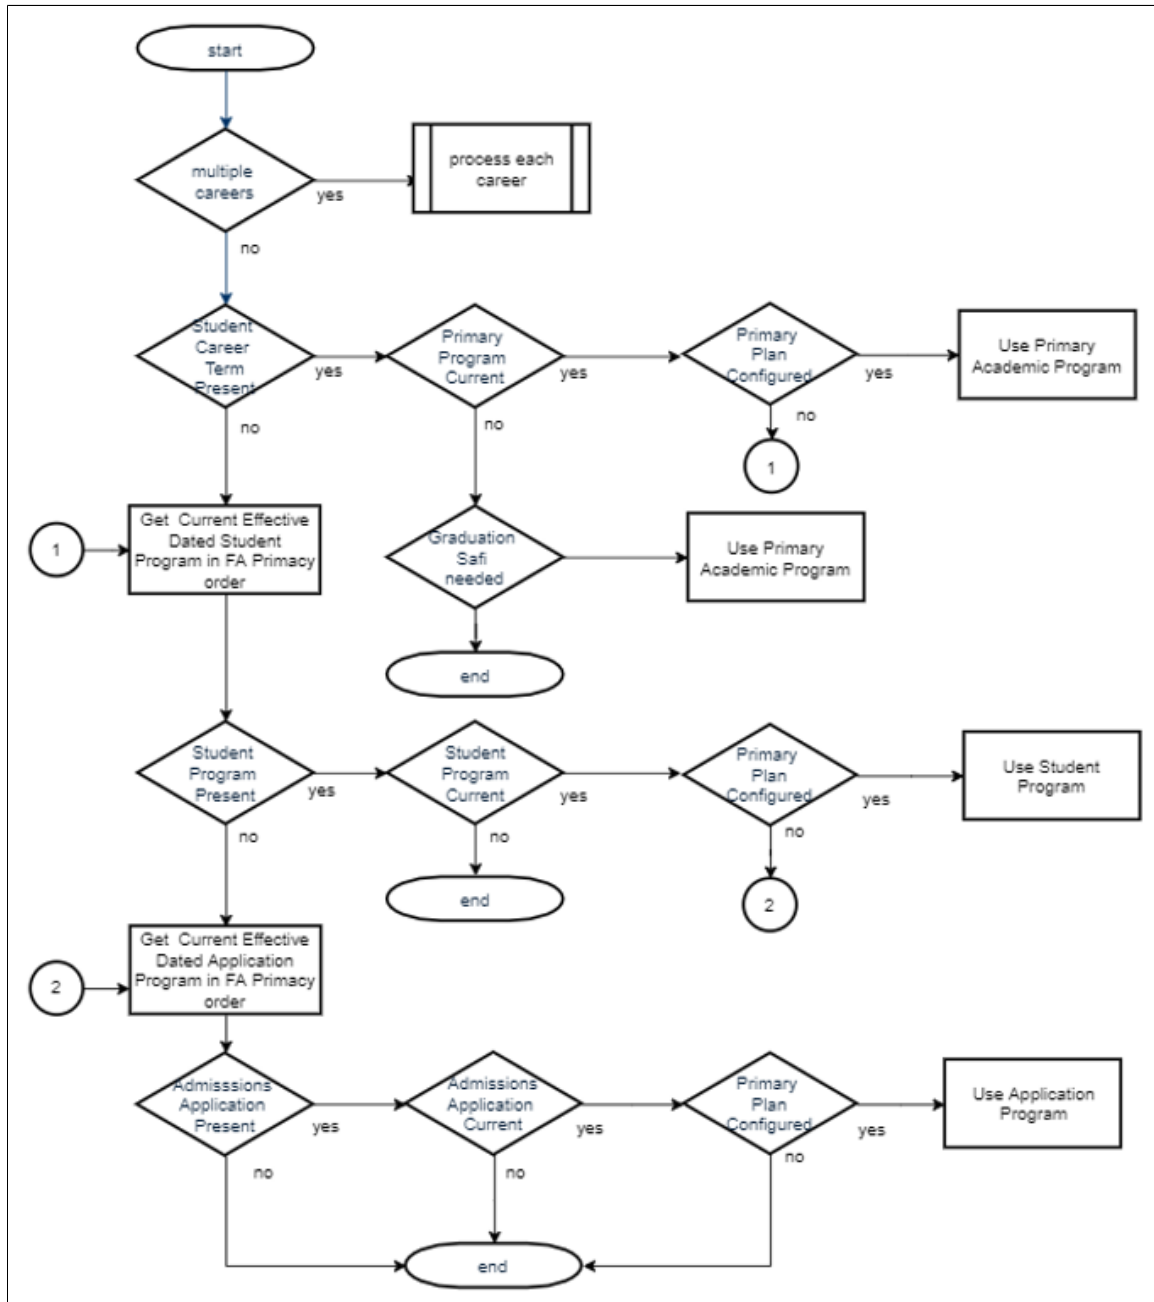 start
multiple
careers
yes
process each
career
no
Student
Career
Term
Present
yes
Primary
Program
Current
yes
Primary
Plan
Configured
yes
Use Primary
Academic Program
no
no
no
1
1
Get Current Effective
Dated Student
Program in FA Primacy
order
Graduation
Safi
needed
Use Primary
Academic Program
end
Student
Program
Present
yes
Student
Program
Current
yes
Primary
Plan
Configured
yes
Use Student
Program
no
no
no
end
2
2
Get Current Effective
Dated Application
Program in FA Primacy
order
Admisssions
Application
Present
yes
Admissions
Application
Current
yes
Primary
Plan
Configured
yes
Use Application
Program
no
no
no
end